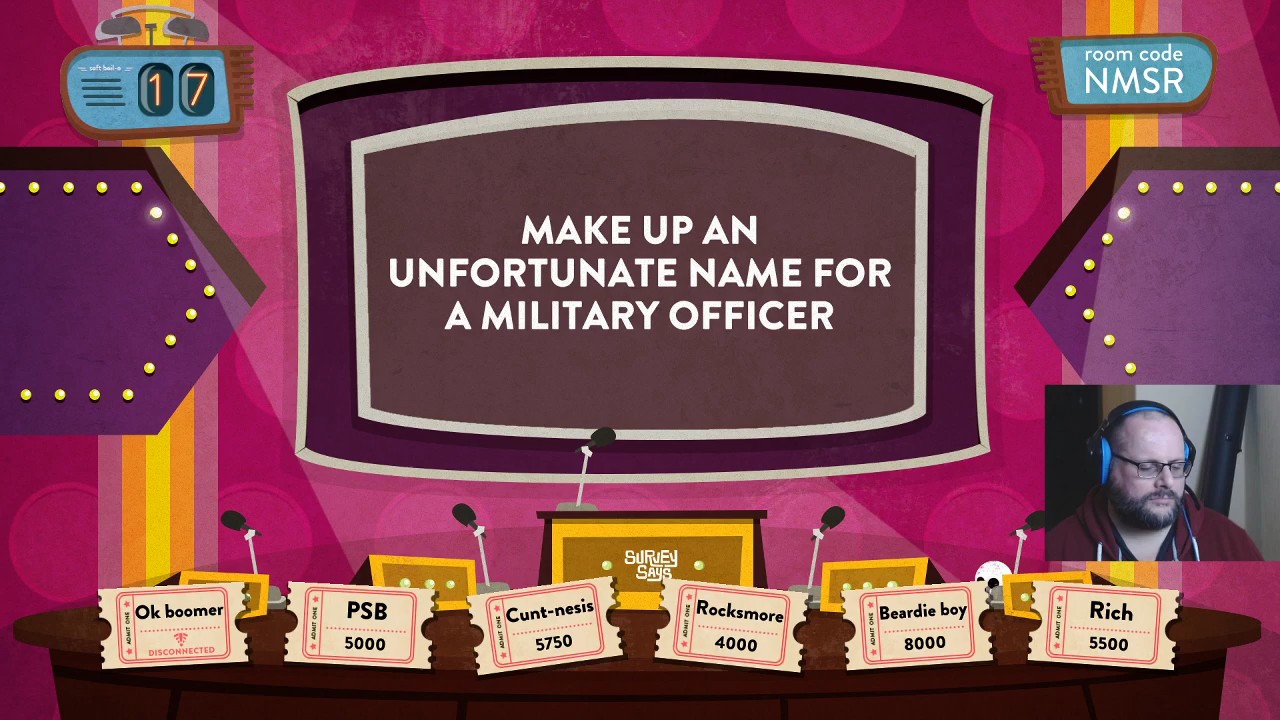 soft boil-o
17
room code
NMSR
MAKE UP AN
UNFORTUNATE NAME FOR
A MILITARY OFFICER
SURVEY
SAYS
ADMIT ONE
Ok boomer
DISCONNECTED
ADMIT ONE
PSB
5000
ADMIT ONE
Cunt-nesis
5750
ADMIT ONE
Rocksmore
4000
ADMIT ONE
Beardie boy
8000
ADMIT ONE
Rich
5500